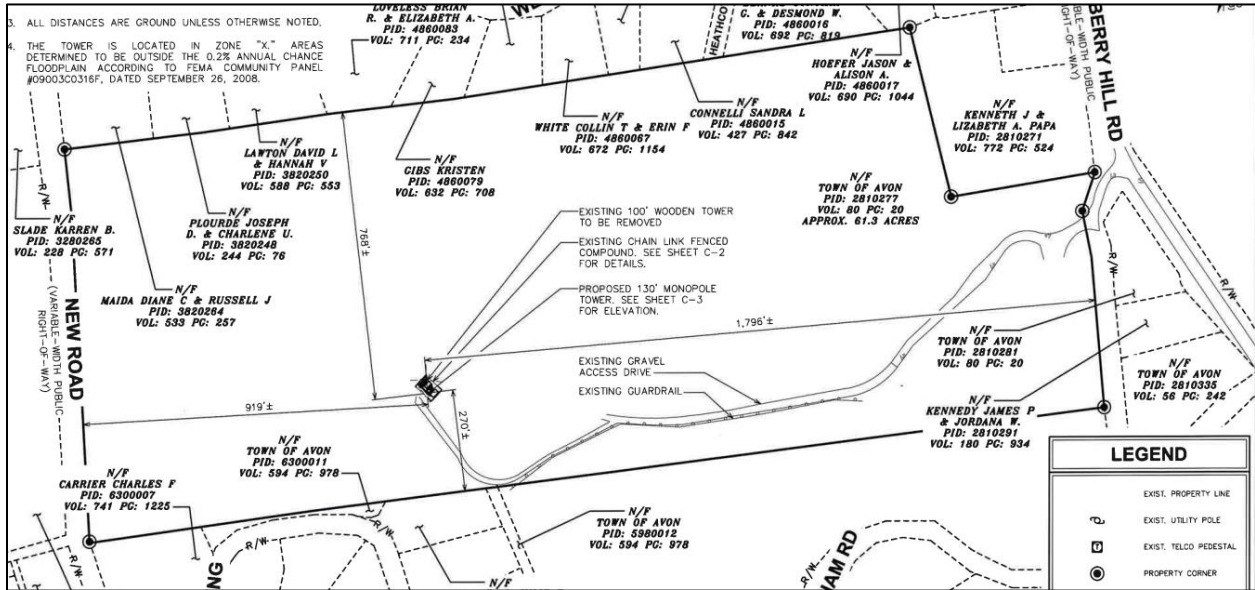 3. ALL DISTANCES ARE GROUND UNLESS OTHERWISE NOTED.
4. THE TOWER IS LOCATED IN ZONE "X." AREAS
DETERMINED TO BE OUTSIDE THE 0.2% ANNUAL CHANCE
FLOODPLAIN ACCORDING TO FEMA COMMUNITY PANEL
#09003C0316F, DATED SEPTEMBER 26, 2008.
LOVELESS BRIAN
R. & ELIZABETH A.
4860083
VOL: 711 PG: 234
HEATHCO
G. & DESMOND W.
PID: 4860016
VOL: 692 PG: 819
N/F
HOEFER JASON &
ALISON A.
PID: 4860017
VOL: 690 PG: 1044
BERRY HILL RD
BLE-WIDTH PUBLIC
RIGHT-OF-WAY)
N/F
KENNETH J &
LIZABETH A. PAPA
PID: 2810271
VOL: 772 PG: 524
N/F
CONNELLI SANDRA L
PID: 4860015
VOL: 427 PG: 842
N/F
WHITE COLLIN T & ERIN F
PID: 4860067
VOL: 672 PG: 1154
N/F
GIBS KRISTEN
PID: 4860079
VOL: 632 PG: 708
N/F
LAWTON DAVID L
& HANNAH V
PID: 3820250
VOL: 588 PG: 553
N/F
PLOURDE JOSEPH
D. & CHARLENE U.
PID: 3820248
VOL: 244 PG: 76
N/F
MAIDA DIANE C & RUSSELL J
PID: 3820264
VOL: 533 PG: 257
R/W
N/F
SLADE KARREN B.
PID: 3280265
VOL: 228 PG: 571
R/W
NEW ROAD
(VARIABLE-WIDTH PUBLIC
RIGHT-OF-WAY)
N/F
TOWN OF AVON
PID: 2810277
VOL: 80 PG: 20
APPROX. 61.3 ACRES
EXISTING 100' WOODEN TOWER
TO BE REMOVED
EXISTING CHAIN LINK FENCED
COMPOUND. SEE SHEET C-2
FOR DETAILS.
PROPOSED 130' MONOPOLE
TOWER. SEE SHEET C-3
FOR ELEVATION.
768'±
1,796'±
919'±
270'±
EXISTING GRAVEL
ACCESS DRIVE
EXISTING GUARDRAIL
R/W
R/W
N/F
TOWN OF AVON
PID: 2810281
VOL: 80 PG: 20
N/F
TOWN OF AVON
PID: 2810335
VOL: 56 PG: 242
N/F
KENNEDY JAMES P
& JORDANA W.
PID: 2810291
VOL: 180 PG: 934
N/F
TOWN OF AVON
PID: 6300011
VOL: 594 PG: 978
N/F
CARRIER CHARLES F
PID: 6300007
VOL: 741 PG: 1225
N/F
TOWN OF AVON
PID: 5980012
VOL: 594 PG: 978
R/W
R/W
R/W
NG
N/F
R/W
HAM RD
LEGEND
EXIST. PROPERTY LINE
EXIST. UTILITY POLE
EXIST. TELCO PEDESTAL
PROPERTY CORNER